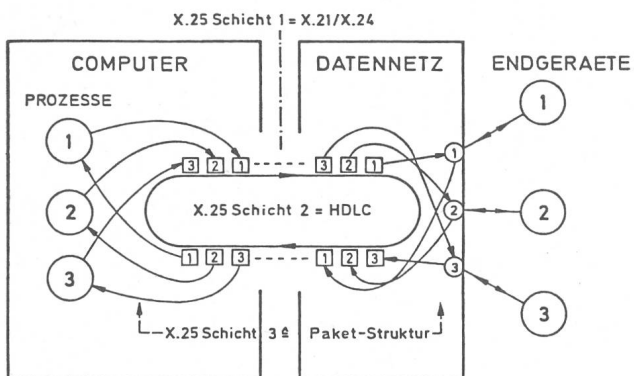 X.25 Schicht 1 = X.21/X.24
COMPUTER
DATENNETZ
ENDGERAETE
PROZESSE
1
1
3 2 1
3 2 1
1
2
X.25 Schicht 2 = HDLC
2
2
3
1 2 3
1 2 3
3
3
X.25 Schicht 3 ≙ Paket-Struktur